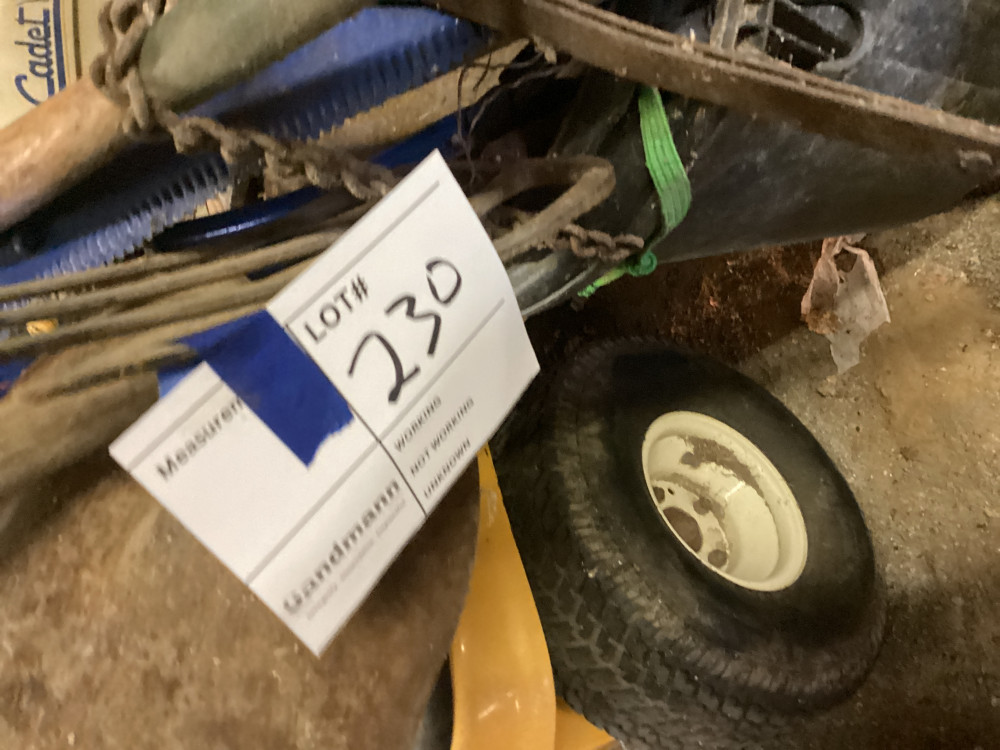 Cadet
LOT#
230
Measurem
WORKING
NOT WORKING
UNKNOWN
Gandmann